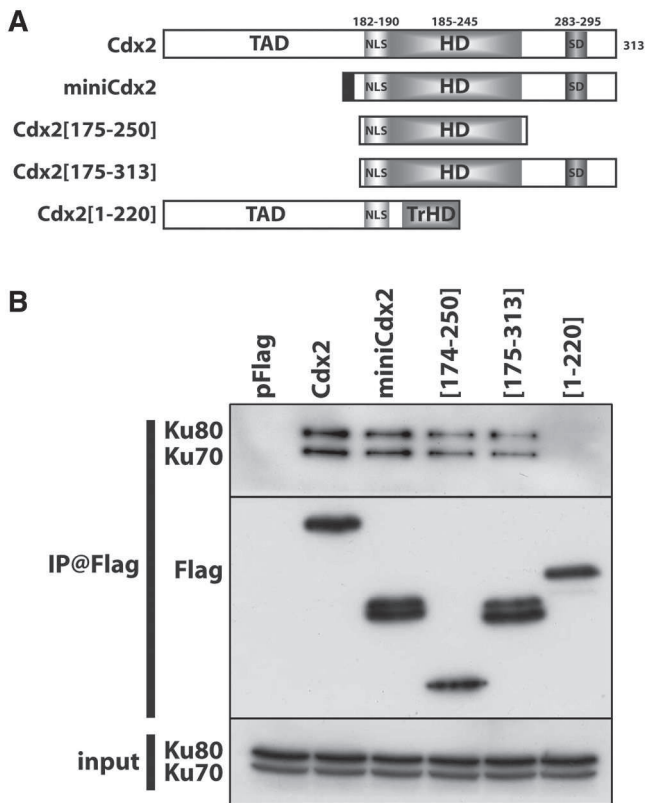 A
182-190 185-245 283-295
Cdx2 TAD NLS HD SD 313
miniCdx2 NLS HD SD
Cdx2[175-250] NLS HD
Cdx2[175-313] NLS HD SD
Cdx2[1-220] TAD NLS TrHD
B
pFlag Cdx2 miniCdx2 [174-250] [175-313] [1-220]
Ku80
Ku70
IP@Flag Flag
Ku80
input
Ku70